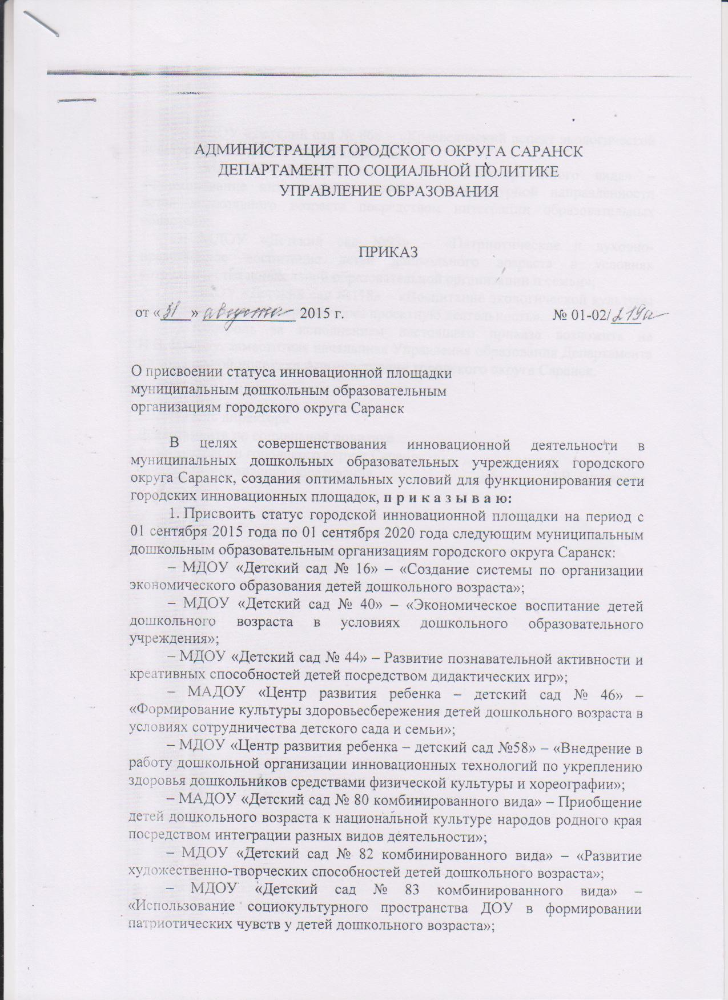 АДМИНИСТРАЦИЯ ГОРОДСКОГО ОКРУГА САРАНСК
ДЕПАРТАМЕНТ ПО СОЦИАЛЬНОЙ ПОЛИТИКЕ
УПРАВЛЕНИЕ ОБРАЗОВАНИЯ
ПРИКАЗ
от «31» августа 2015 г. № 01-02/219а
О присвоении статуса инновационной площадки
муниципальным дошкольным образовательным
организациям городского округа Саранск
В целях совершенствования инновационной деятельности в
муниципальных дошкольных образовательных учреждениях городского
округа Саранск, создания оптимальных условий для функционирования сети
городских инновационных площадок, п р и к а з ы в а ю:
1. Присвоить статус городской инновационной площадки на период с
01 сентября 2015 года по 01 сентября 2020 года следующим муниципальным
дошкольным образовательным организациям городского округа Саранск:
– МДОУ «Детский сад № 16» – «Создание системы по организации
экономического образования детей дошкольного возраста»;
– МДОУ «Детский сад № 40» – «Экономическое воспитание детей
дошкольного возраста в условиях дошкольного образовательного
учреждения»;
– МДОУ «Детский сад № 44» – Развитие познавательной активности и
креативных способностей детей посредством дидактических игр»;
– МАДОУ «Центр развития ребенка – детский сад № 46» –
«Формирование культуры здоровьесбережения детей дошкольного возраста в
условиях сотрудничества детского сада и семьи»;
– МДОУ «Центр развития ребенка – детский сад №58» – «Внедрение в
работу дошкольной организации инновационных технологий по укреплению
здоровья дошкольников средствами физической культуры и хореографии»;
– МАДОУ «Детский сад № 80 комбинированного вида» – Приобщение
детей дошкольного возраста к национальной культуре народов родного края
посредством интеграции разных видов деятельности»;
– МДОУ «Детский сад № 82 комбинированного вида» – «Развитие
художественно-творческих способностей детей дошкольного возраста»;
– МДОУ «Детский сад № 83 комбинированного вида» –
«Использование социокультурного пространства ДОУ в формировании
патриотических чувств у детей дошкольного возраста»;